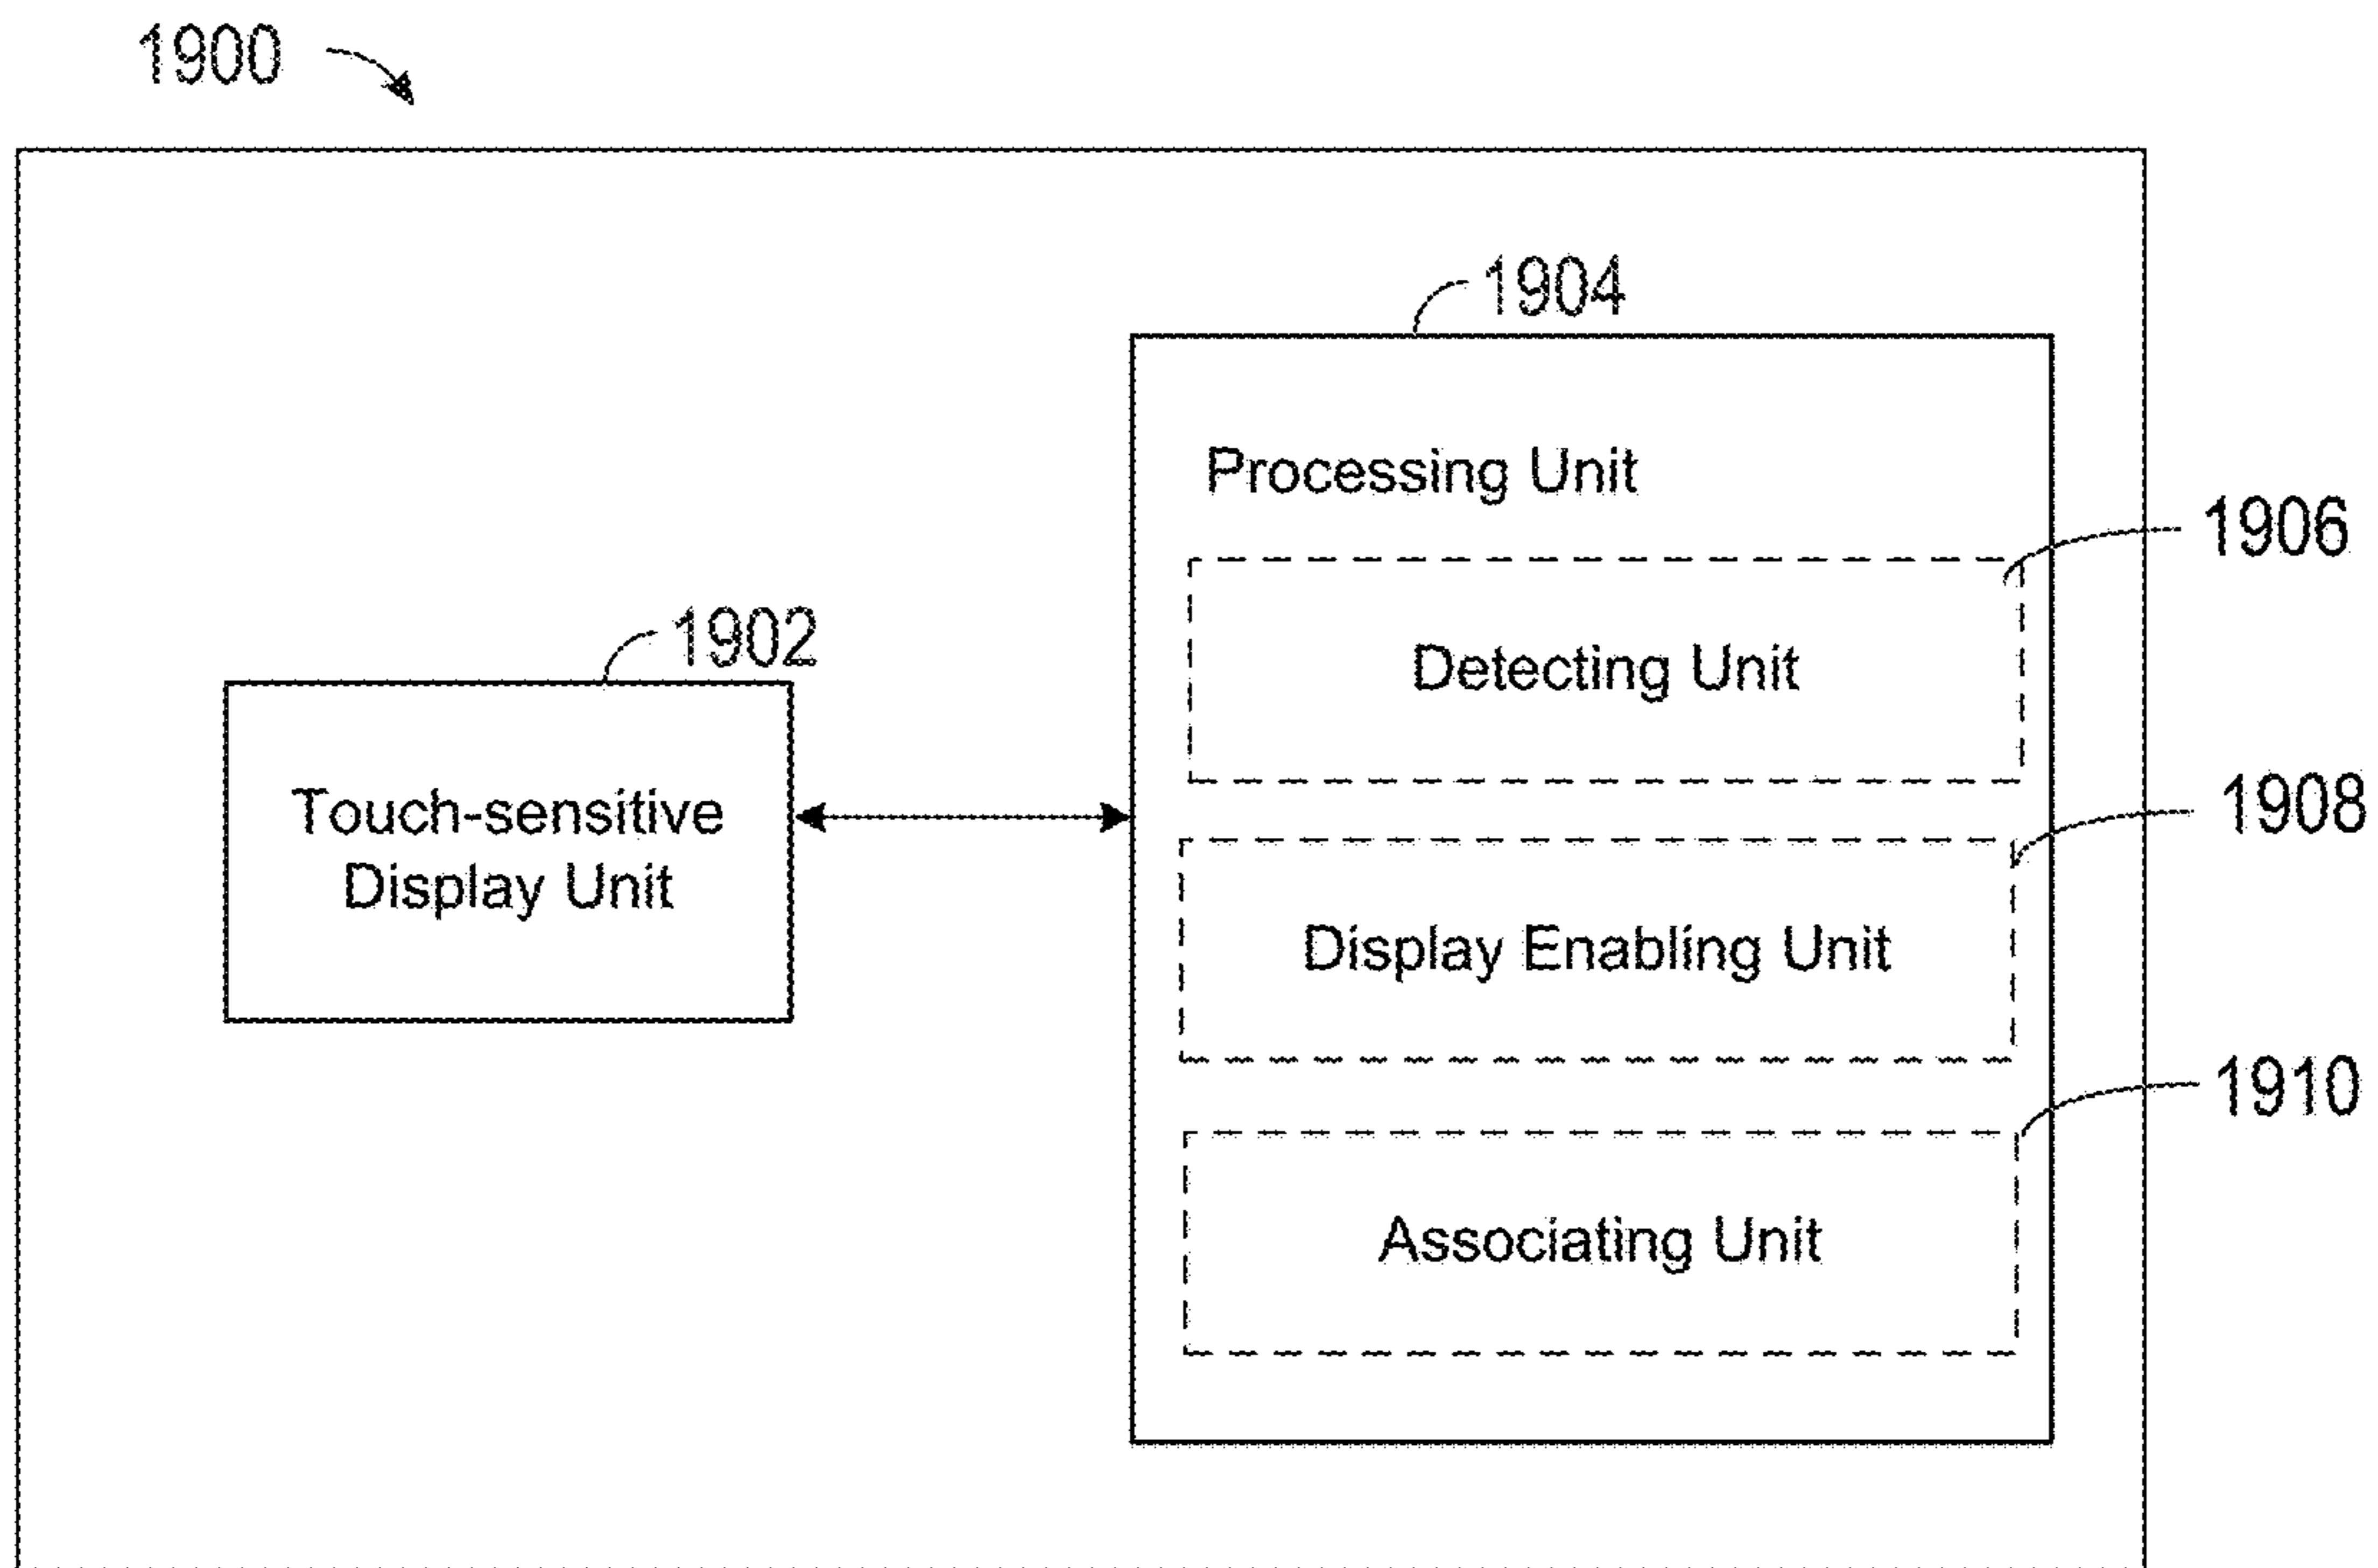 1900
1904
Processing Unit
1906
Detecting Unit
1902
Touch-sensitive
Display Unit
1908
Display Enabling Unit
1910
Associating Unit